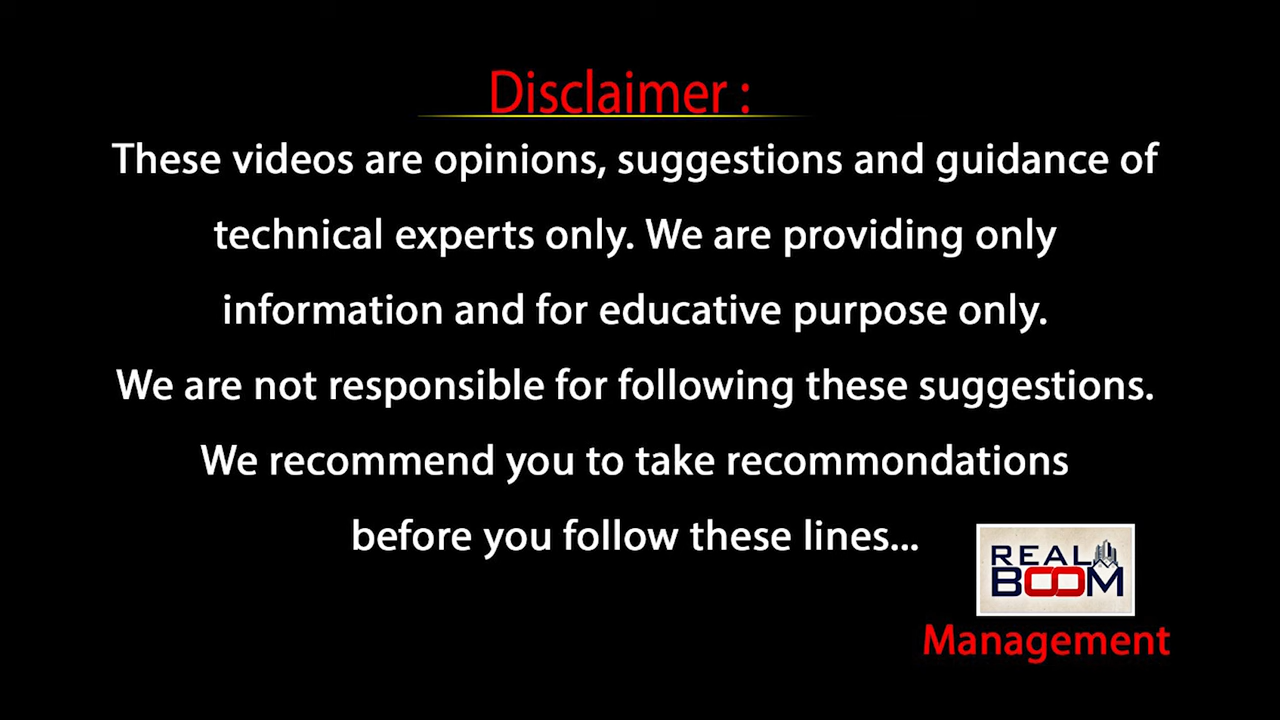 Disclaimer :
These videos are opinions, suggestions and guidance of
technical experts only. We are providing only
information and for educative purpose only.
We are not responsible for following these suggestions.
We recommend you to take recommondations
before you follow these lines...
REAL
BOOM
Management